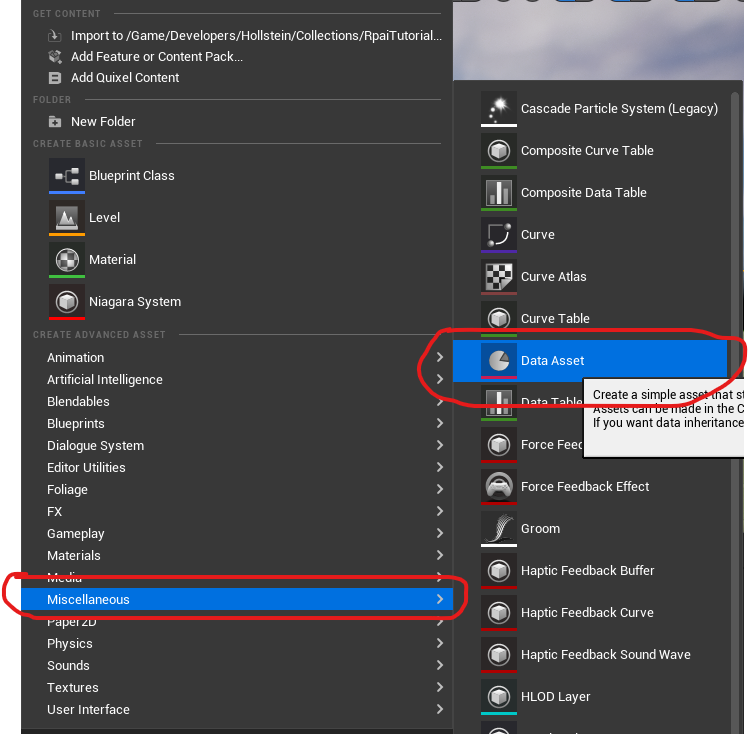 GET CONTENT
Import to /Game/Developers/Hollstein/Collections/RpaiTutorial...
Add Feature or Content Pack...
Add Quixel Content
FOLDER
New Folder
CREATE BASIC ASSET
Blueprint Class
Level
Material
Niagara System
CREATE ADVANCED ASSET
Animation
Artificial Intelligence
Blendables
Blueprints
Dialogue System
Editor Utilities
Foliage
FX
Gameplay
Materials
Media
Miscellaneous
Paper2D
Physics
Sounds
Textures
User Interface
Cascade Particle System (Legacy)
Composite Curve Table
Composite Data Table
Curve
Curve Atlas
Curve Table
Data Asset
Data Table
Create a simple asset that st
Assets can be made in the C
If you want data inheritance
Force Feed
Force Feedback Effect
Groom
Haptic Feedback Buffer
Haptic Feedback Curve
Haptic Feedback Sound Wave
HLOD Layer